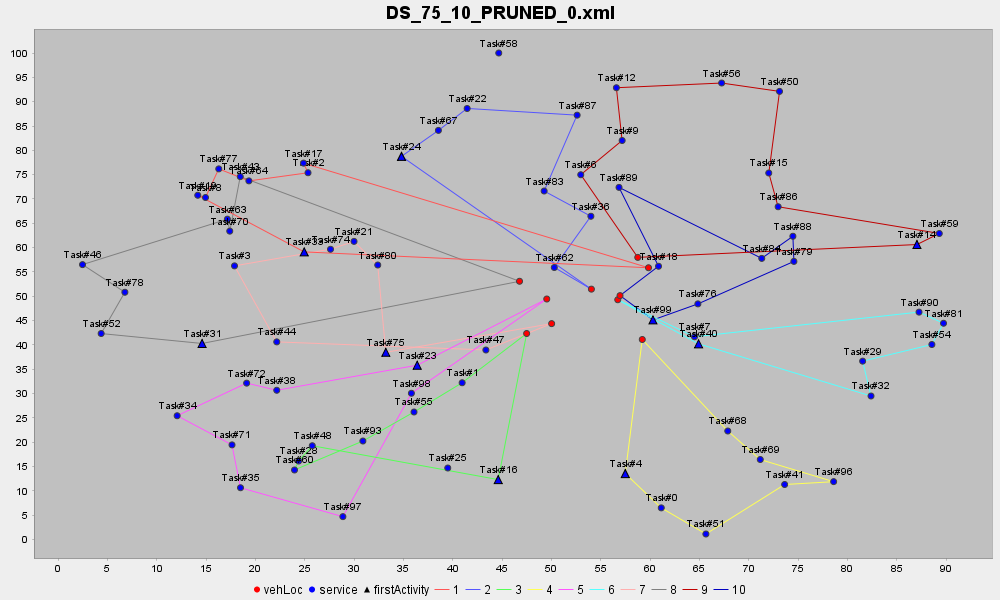 DS_75_10_PRUNED_0.xml
Task#58
Task#56
Task#12
Task#50
Task#22
Task#87
Task#67
Task#9
Task#24
Task#17
Task#77
Task#2
Task#43
Task#64
Task#6
Task#15
Task#89
Task#83
Task#8
Task#86
Task#36
Task#63
Task#70
Task#59
Task#88
Task#14
Task#21
Task#74
Task#33
Task#84
Task#79
Task#46
Task#3
Task#80
Task#62
Task#18
Task#78
Task#76
Task#90
Task#99
Task#81
Task#52
Task#7
Task#31
Task#44
Task#40
Task#54
Task#75
Task#47
Task#23
Task#29
Task#72
Task#1
Task#38
Task#98
Task#32
Task#34
Task#55
Task#68
Task#71
Task#48
Task#93
Task#28
Task#60
Task#69
Task#25
Task#4
Task#16
Task#96
Task#41
Task#35
Task#0
Task#97
Task#51
100
95
90
85
80
75
70
65
60
55
50
45
40
35
30
25
20
15
10
5
0
0 5 10 15 20 25 30 35 40 45 50 55 60 65 70 75 80 85 90
vehLoc service firstActivity 1 2 3 4 5 6 7 8 9 10